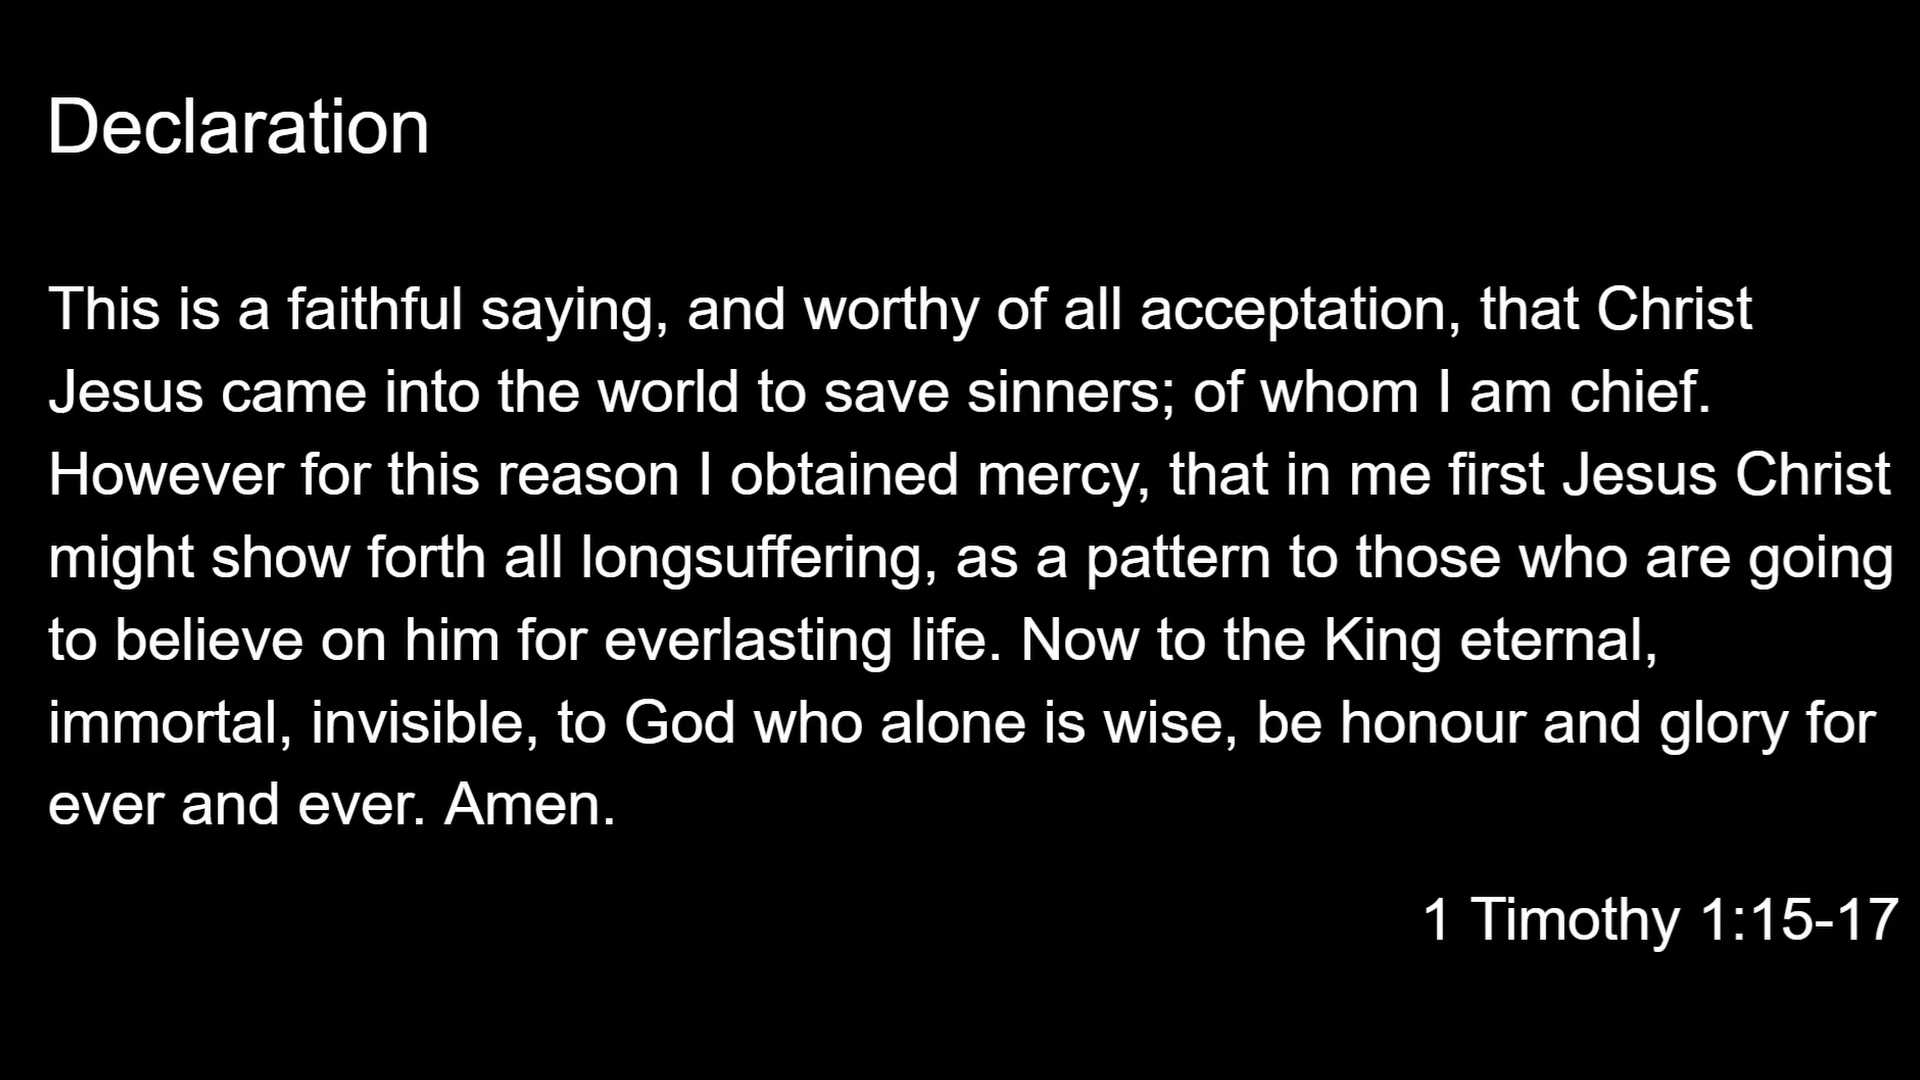 Declaration
This is a faithful saying, and worthy of all acceptation, that Christ
Jesus came into the world to save sinners; of whom I am chief.
However for this reason I obtained mercy, that in me first Jesus Christ
might show forth all longsuffering, as a pattern to those who are going
to believe on him for everlasting life. Now to the King eternal,
immortal, invisible, to God who alone is wise, be honour and glory for
ever and ever. Amen.
1 Timothy 1:15-17